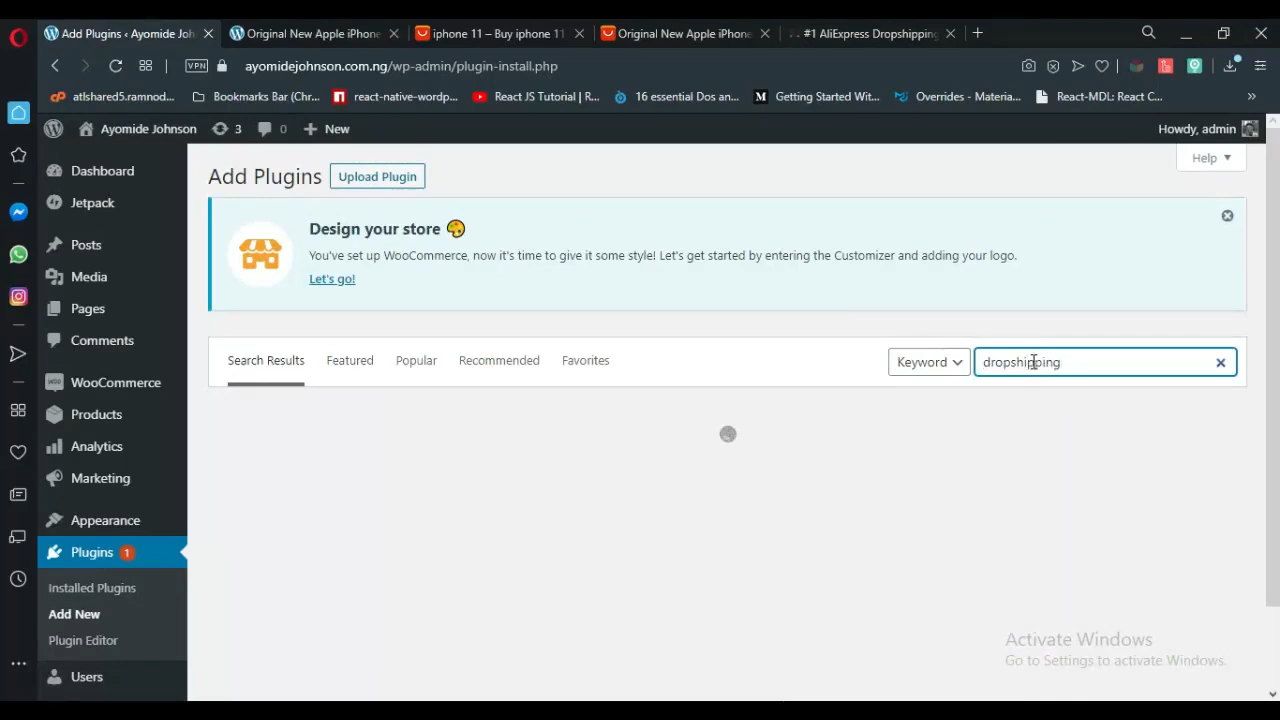 Add Plugins ‹ Ayomide Joh
Original New Apple iPhone
iphone 11 – Buy iphone 11
Original New Apple iPhone
#1 AliExpress Dropshipping
VPN
ayomidejohnson.com.ng/wp-admin/plugin-install.php
atlshared5.ramnod...
Bookmarks Bar (Chr...
react-native-wordp...
React JS Tutorial | R...
16 essential Dos an...
Getting Started Wit...
Overrides - Materia...
React-MDL: React C...
Ayomide Johnson
3
0
New
Howdy, admin
Dashboard
Jetpack
Posts
Media
Pages
Comments
WooCommerce
Products
Analytics
Marketing
Appearance
Plugins 1
Installed Plugins
Add New
Plugin Editor
Users
Help
Add Plugins
Upload Plugin
Design your store
You've set up WooCommerce, now it's time to give it some style! Let's get started by entering the Customizer and adding your logo.
Let's go!
Search Results
Featured
Popular
Recommended
Favorites
Keyword
dropshipping
Activate Windows
Go to Settings to activate Windows.